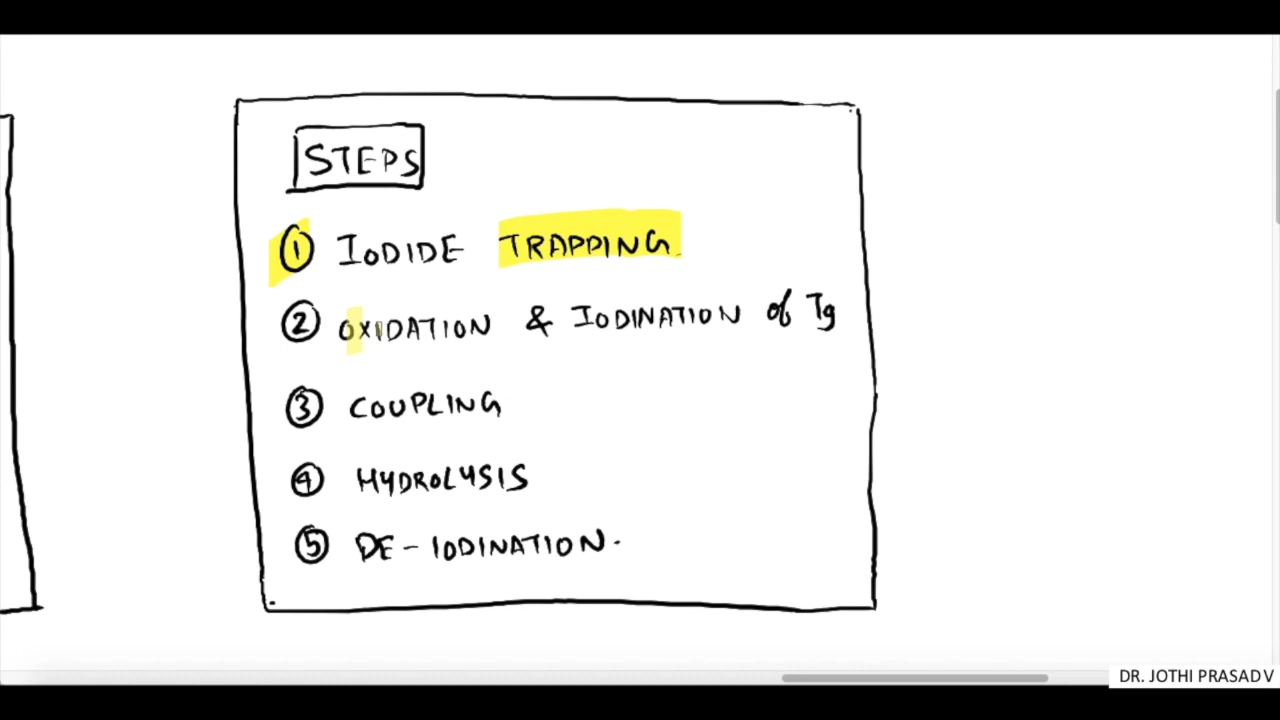 STEPS
① IODIDE TRAPPING
② OXIDATION & IODINATION of Tg
③ COUPLING
④ HYDROLYSIS
⑤ DE-IODINATION.
DR. JOTHI PRASAD V